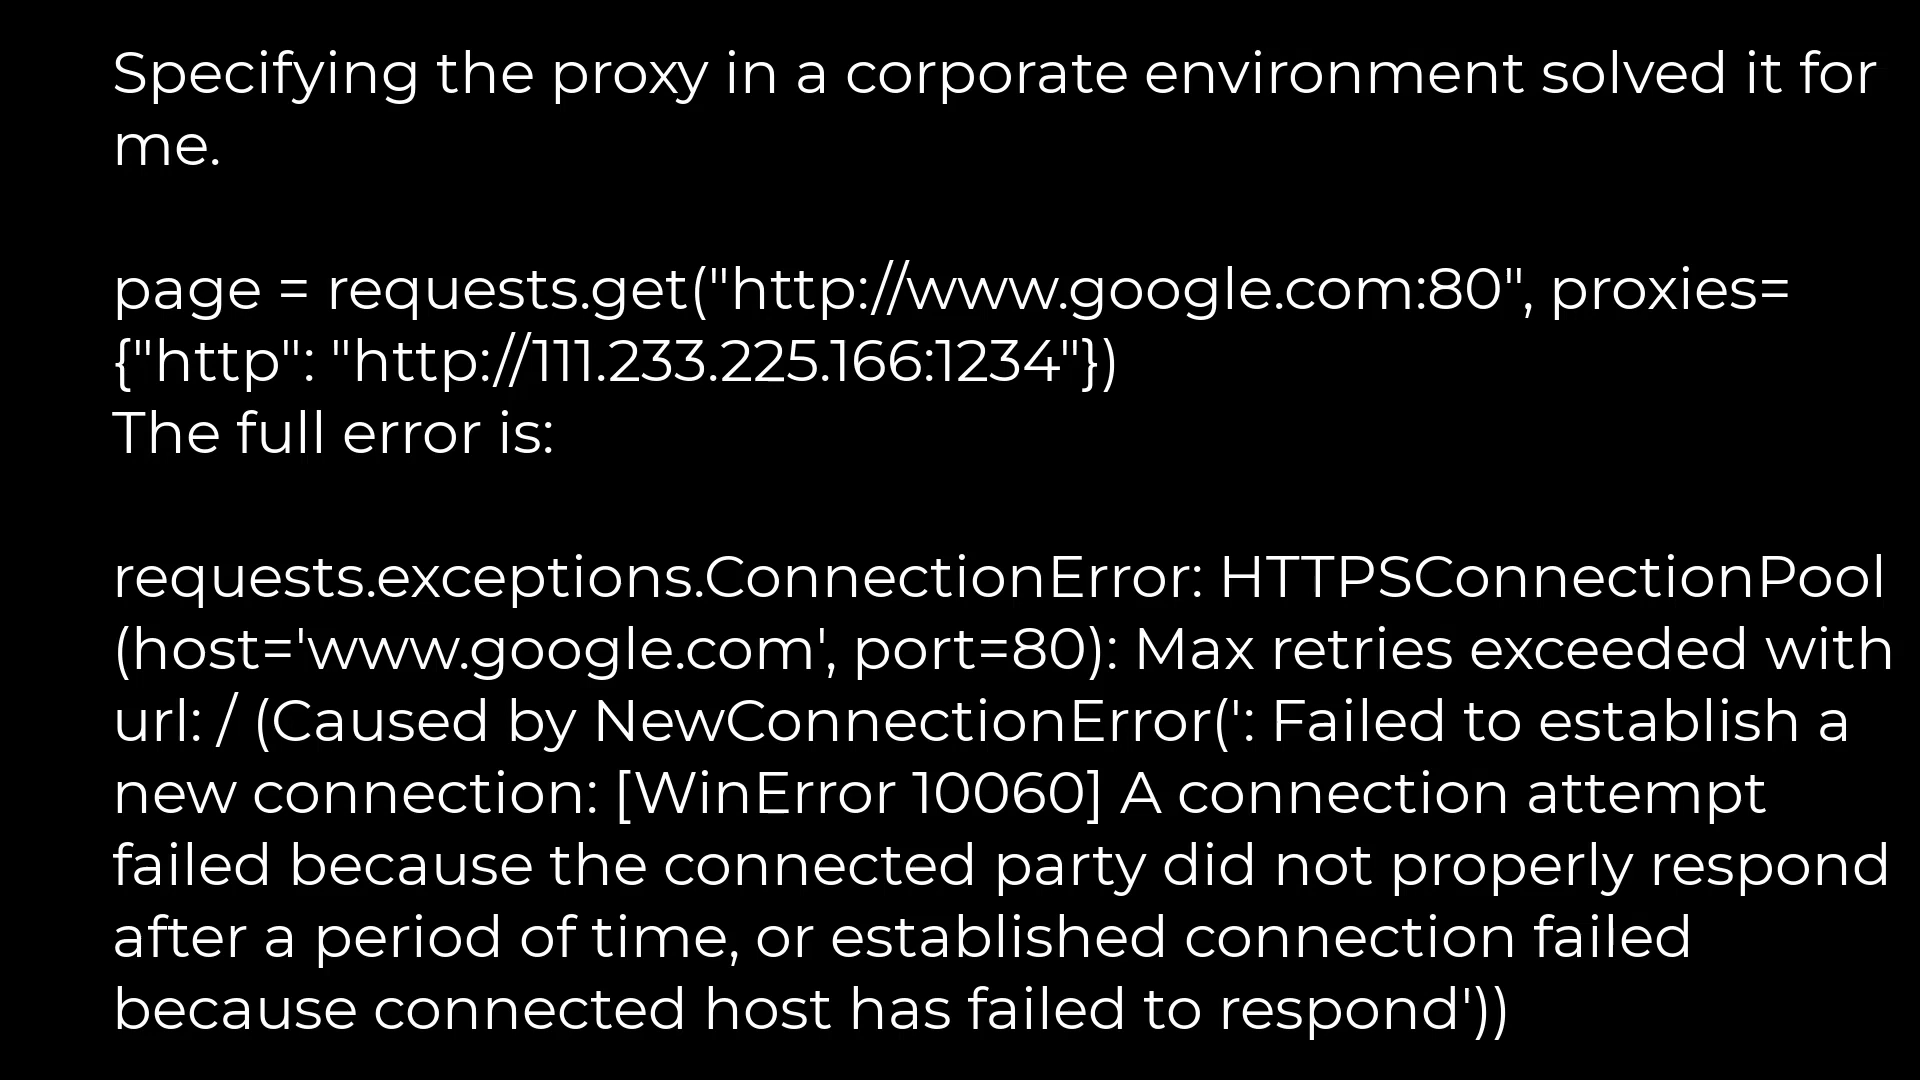 Specifying the proxy in a corporate environment solved it for
me.
page = requests.get("http://www.google.com:80", proxies=
{"http": "http://111.233.225.166:1234"})
The full error is:
requests.exceptions.ConnectionError: HTTPSConnectionPool
(host='www.google.com', port=80): Max retries exceeded with
url: / (Caused by NewConnectionError(': Failed to establish a
new connection: [WinError 10060] A connection attempt
failed because the connected party did not properly respond
after a period of time, or established connection failed
because connected host has failed to respond'))